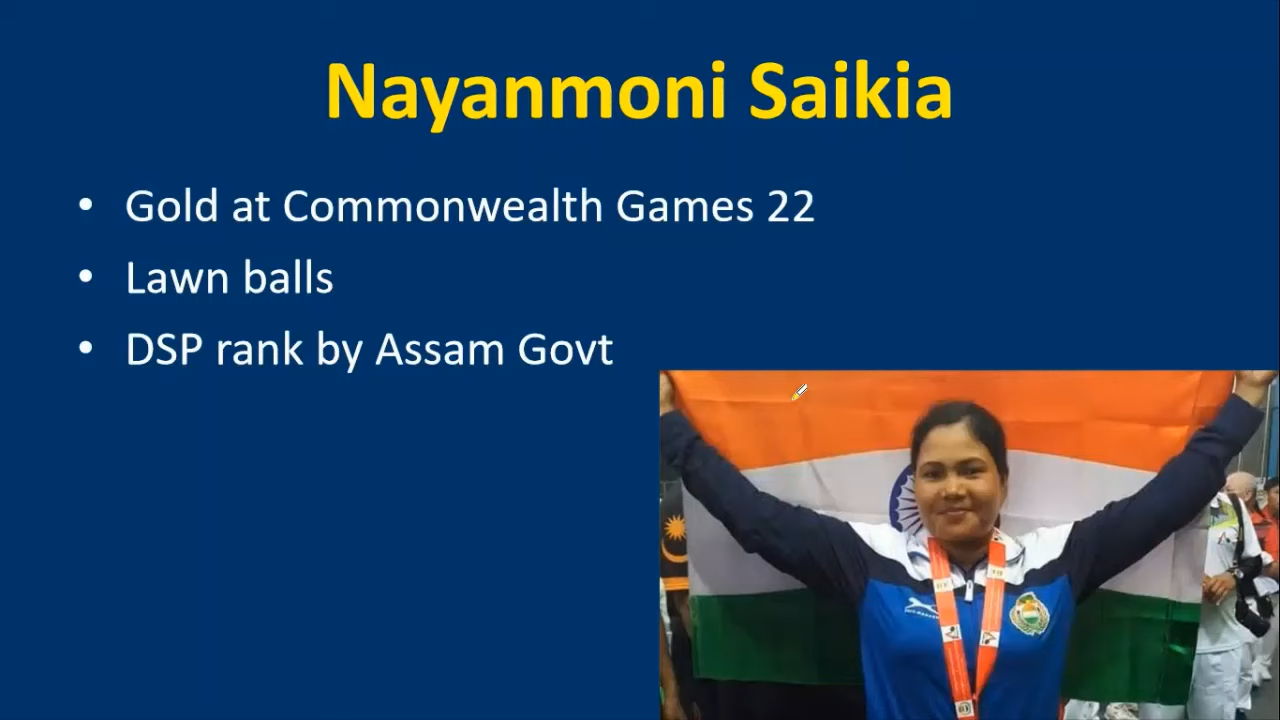 Nayanmoni Saikia
• Gold at Commonwealth Games 22
• Lawn balls
• DSP rank by Assam Govt